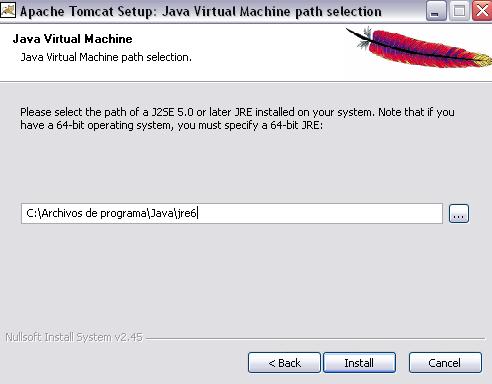 Apache Tomcat Setup: Java Virtual Machine path selection
Java Virtual Machine
Java Virtual Machine path selection.
Please select the path of a J2SE 5.0 or later JRE installed on your system. Note that if you
have a 64-bit operating system, you must specify a 64-bit JRE:
C:\Archivos de programa\Java\jre6
...
Nullsoft Install System v2.45
< Back
Install
Cancel